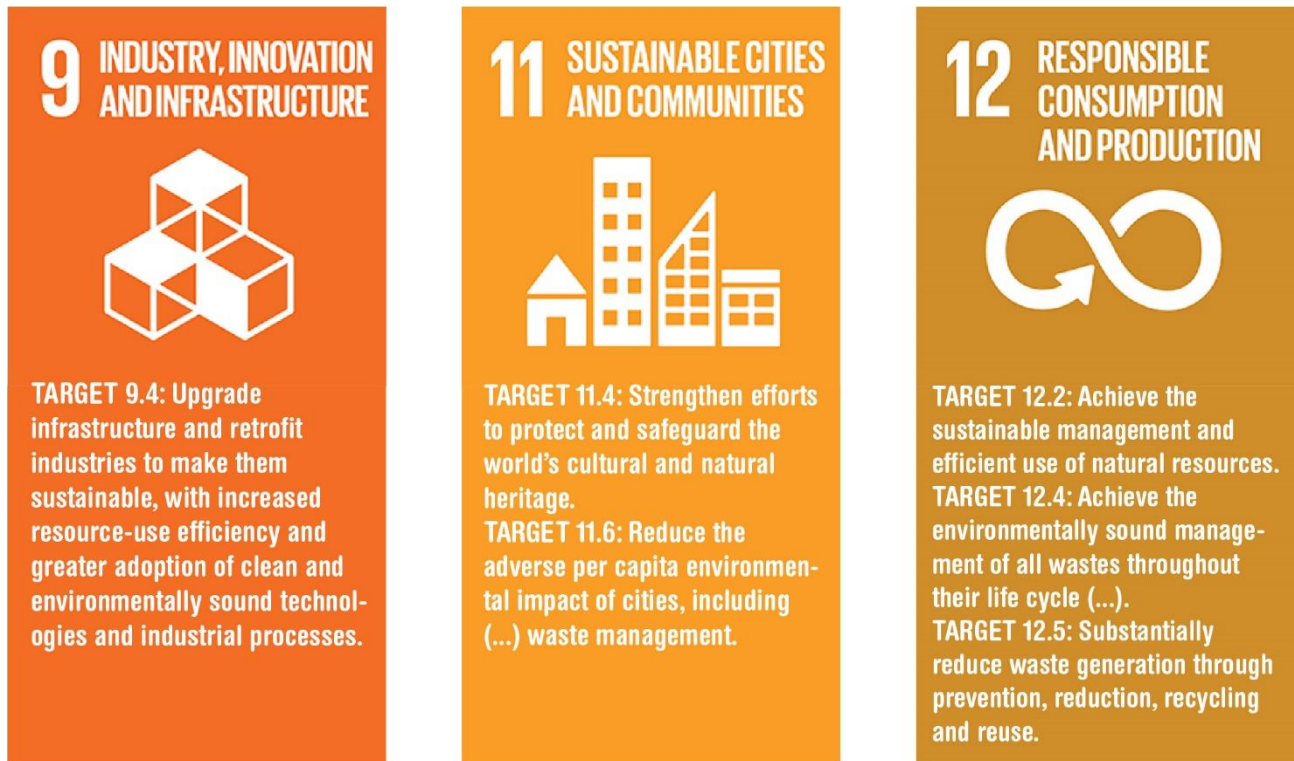 9
INDUSTRY, INNOVATION
AND INFRASTRUCTURE
TARGET 9.4: Upgrade
infrastructure and retrofit
industries to make them
sustainable, with increased
resource-use efficiency and
greater adoption of clean and
environmentally sound technol-
ogies and industrial processes.
11
SUSTAINABLE CITIES
AND COMMUNITIES
TARGET 11.4: Strengthen efforts
to protect and safeguard the
world’s cultural and natural
heritage.
TARGET 11.6: Reduce the
adverse per capita environmen-
tal impact of cities, including
(...) waste management.
12
RESPONSIBLE
CONSUMPTION
AND PRODUCTION
TARGET 12.2: Achieve the
sustainable management and
efficient use of natural resources.
TARGET 12.4: Achieve the
environmentally sound manage-
ment of all wastes throughout
their life cycle (...).
TARGET 12.5: Substantially
reduce waste generation through
prevention, reduction, recycling
and reuse.